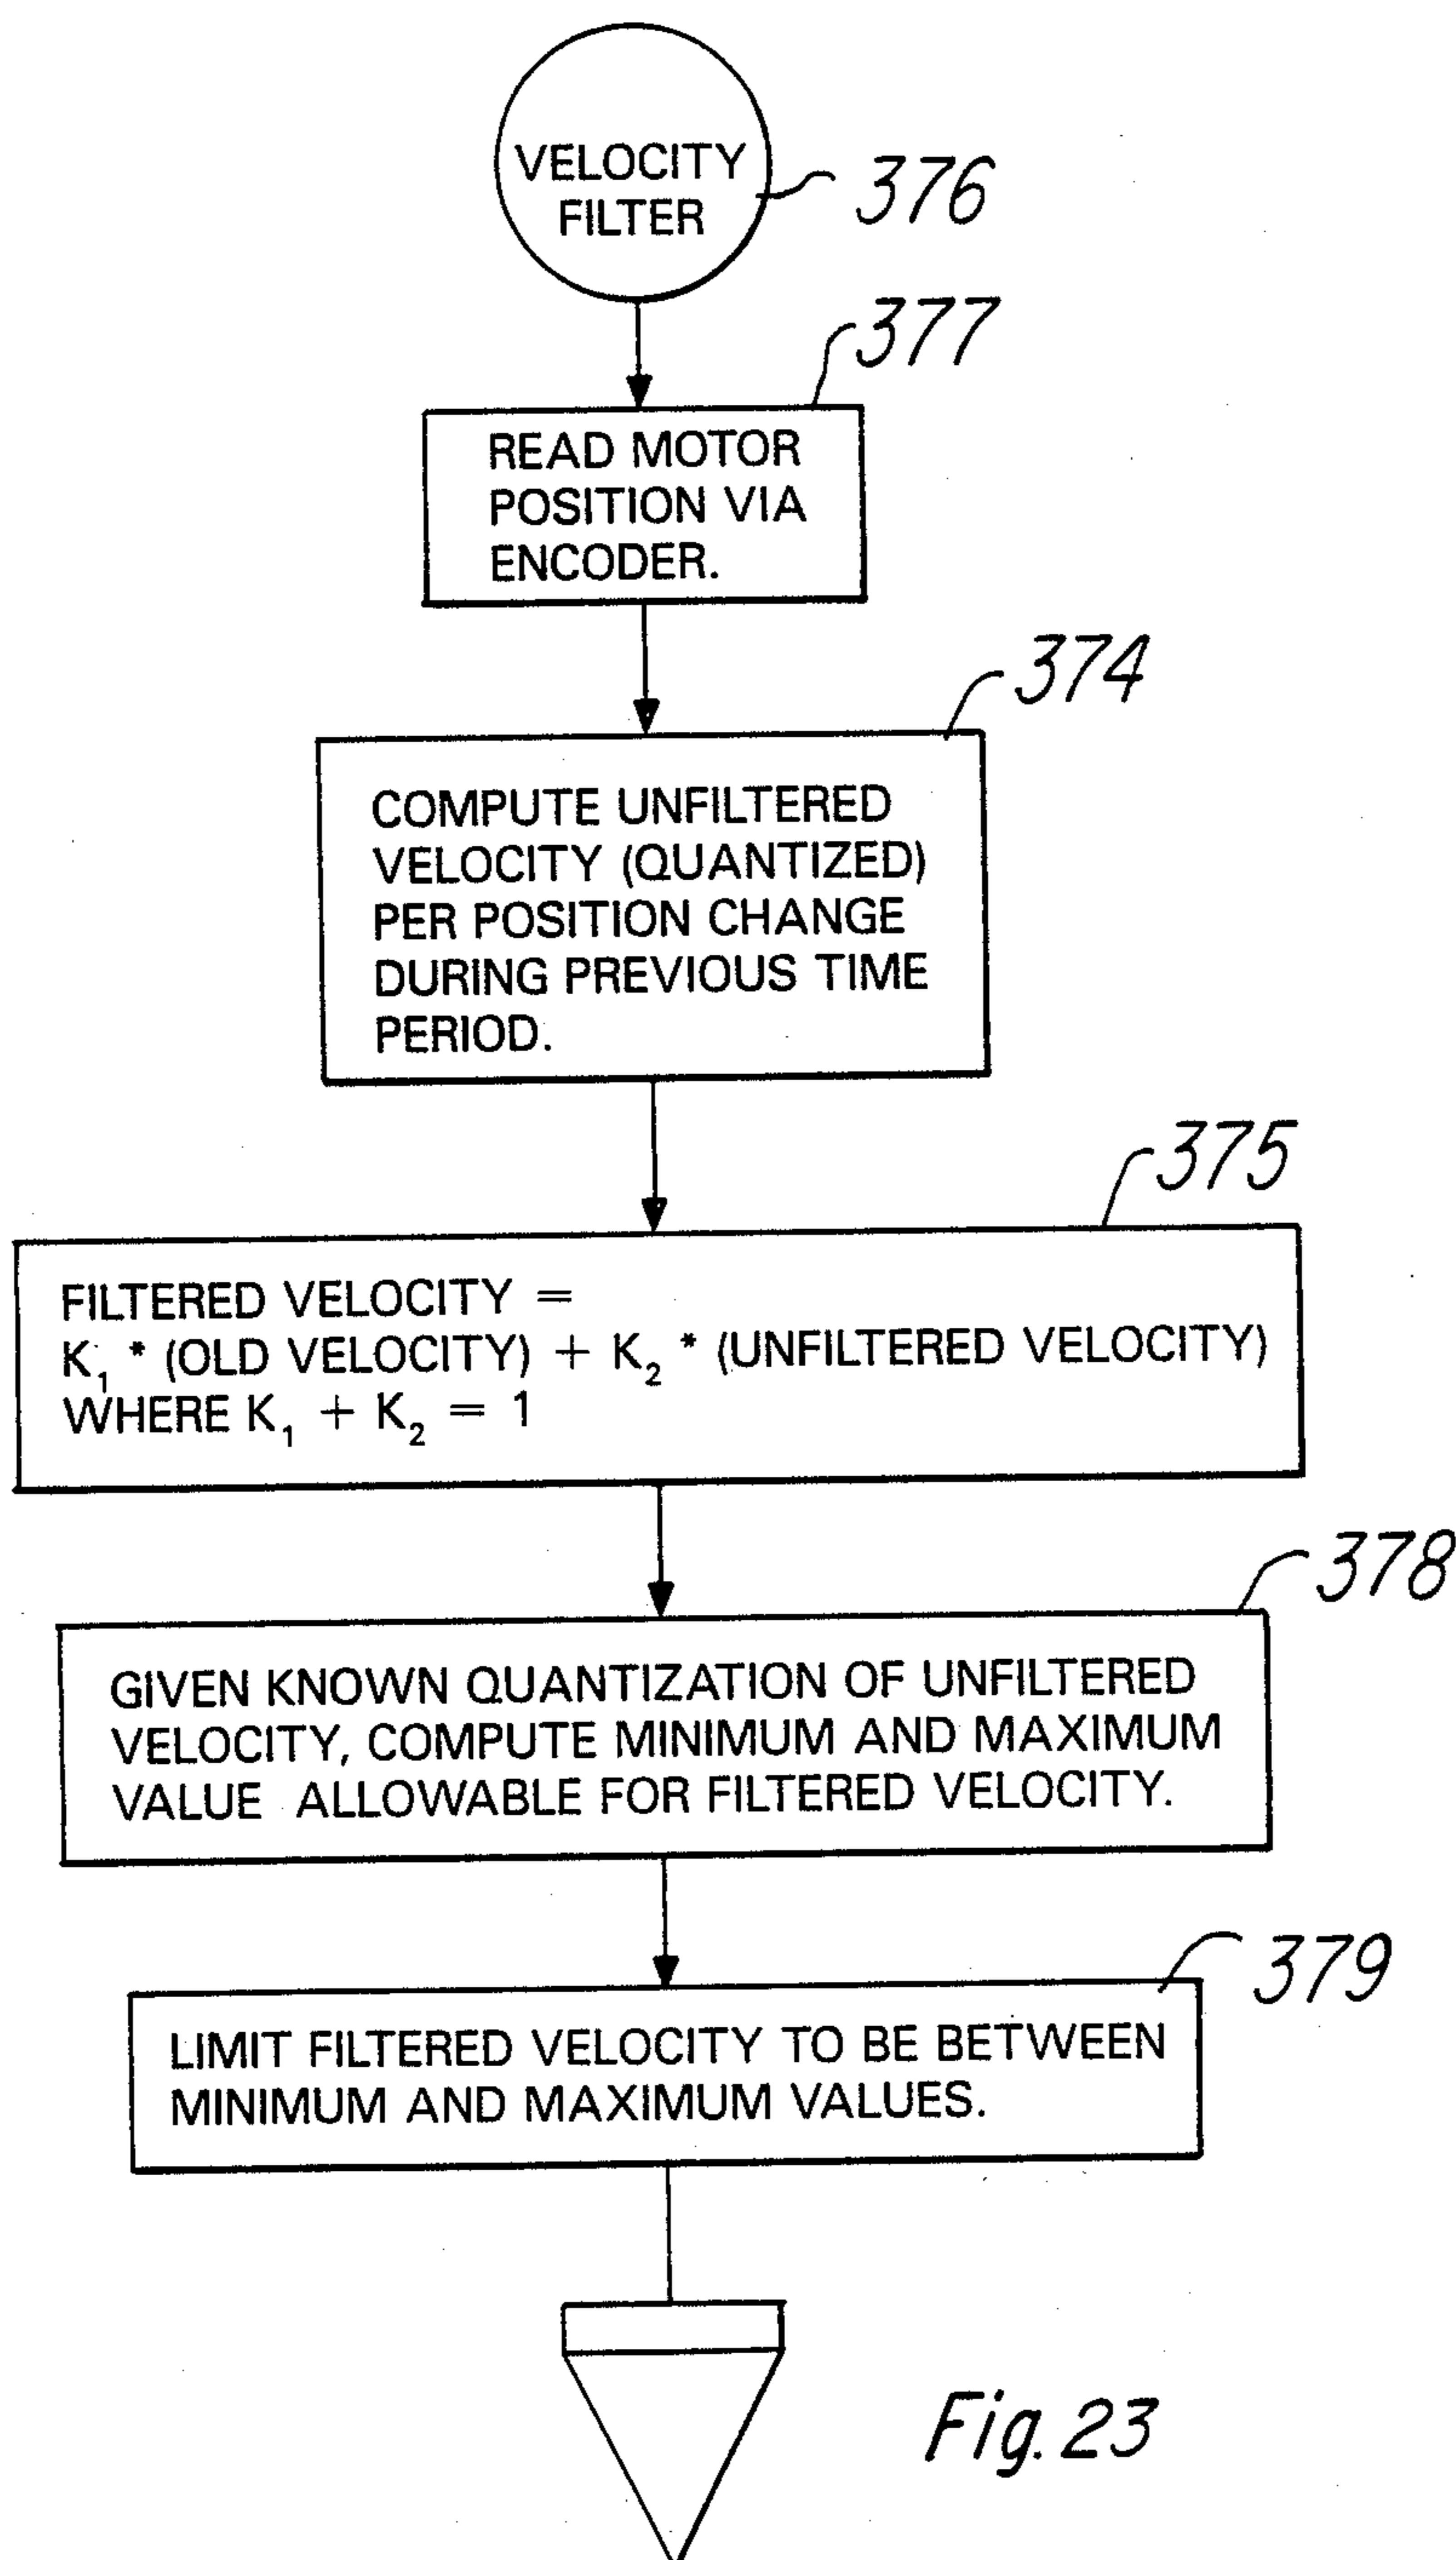 VELOCITY
FILTER
376
377
READ MOTOR
POSITION VIA
ENCODER.
374
COMPUTE UNFILTERED
VELOCITY (QUANTIZED)
PER POSITION CHANGE
DURING PREVIOUS TIME
PERIOD.
375
FILTERED VELOCITY =
K₁ * (OLD VELOCITY) + K₂ * (UNFILTERED VELOCITY)
WHERE K₁ + K₂ = 1
378
GIVEN KNOWN QUANTIZATION OF UNFILTERED
VELOCITY, COMPUTE MINIMUM AND MAXIMUM
VALUE ALLOWABLE FOR FILTERED VELOCITY.
379
LIMIT FILTERED VELOCITY TO BE BETWEEN
MINIMUM AND MAXIMUM VALUES.
Fig. 23